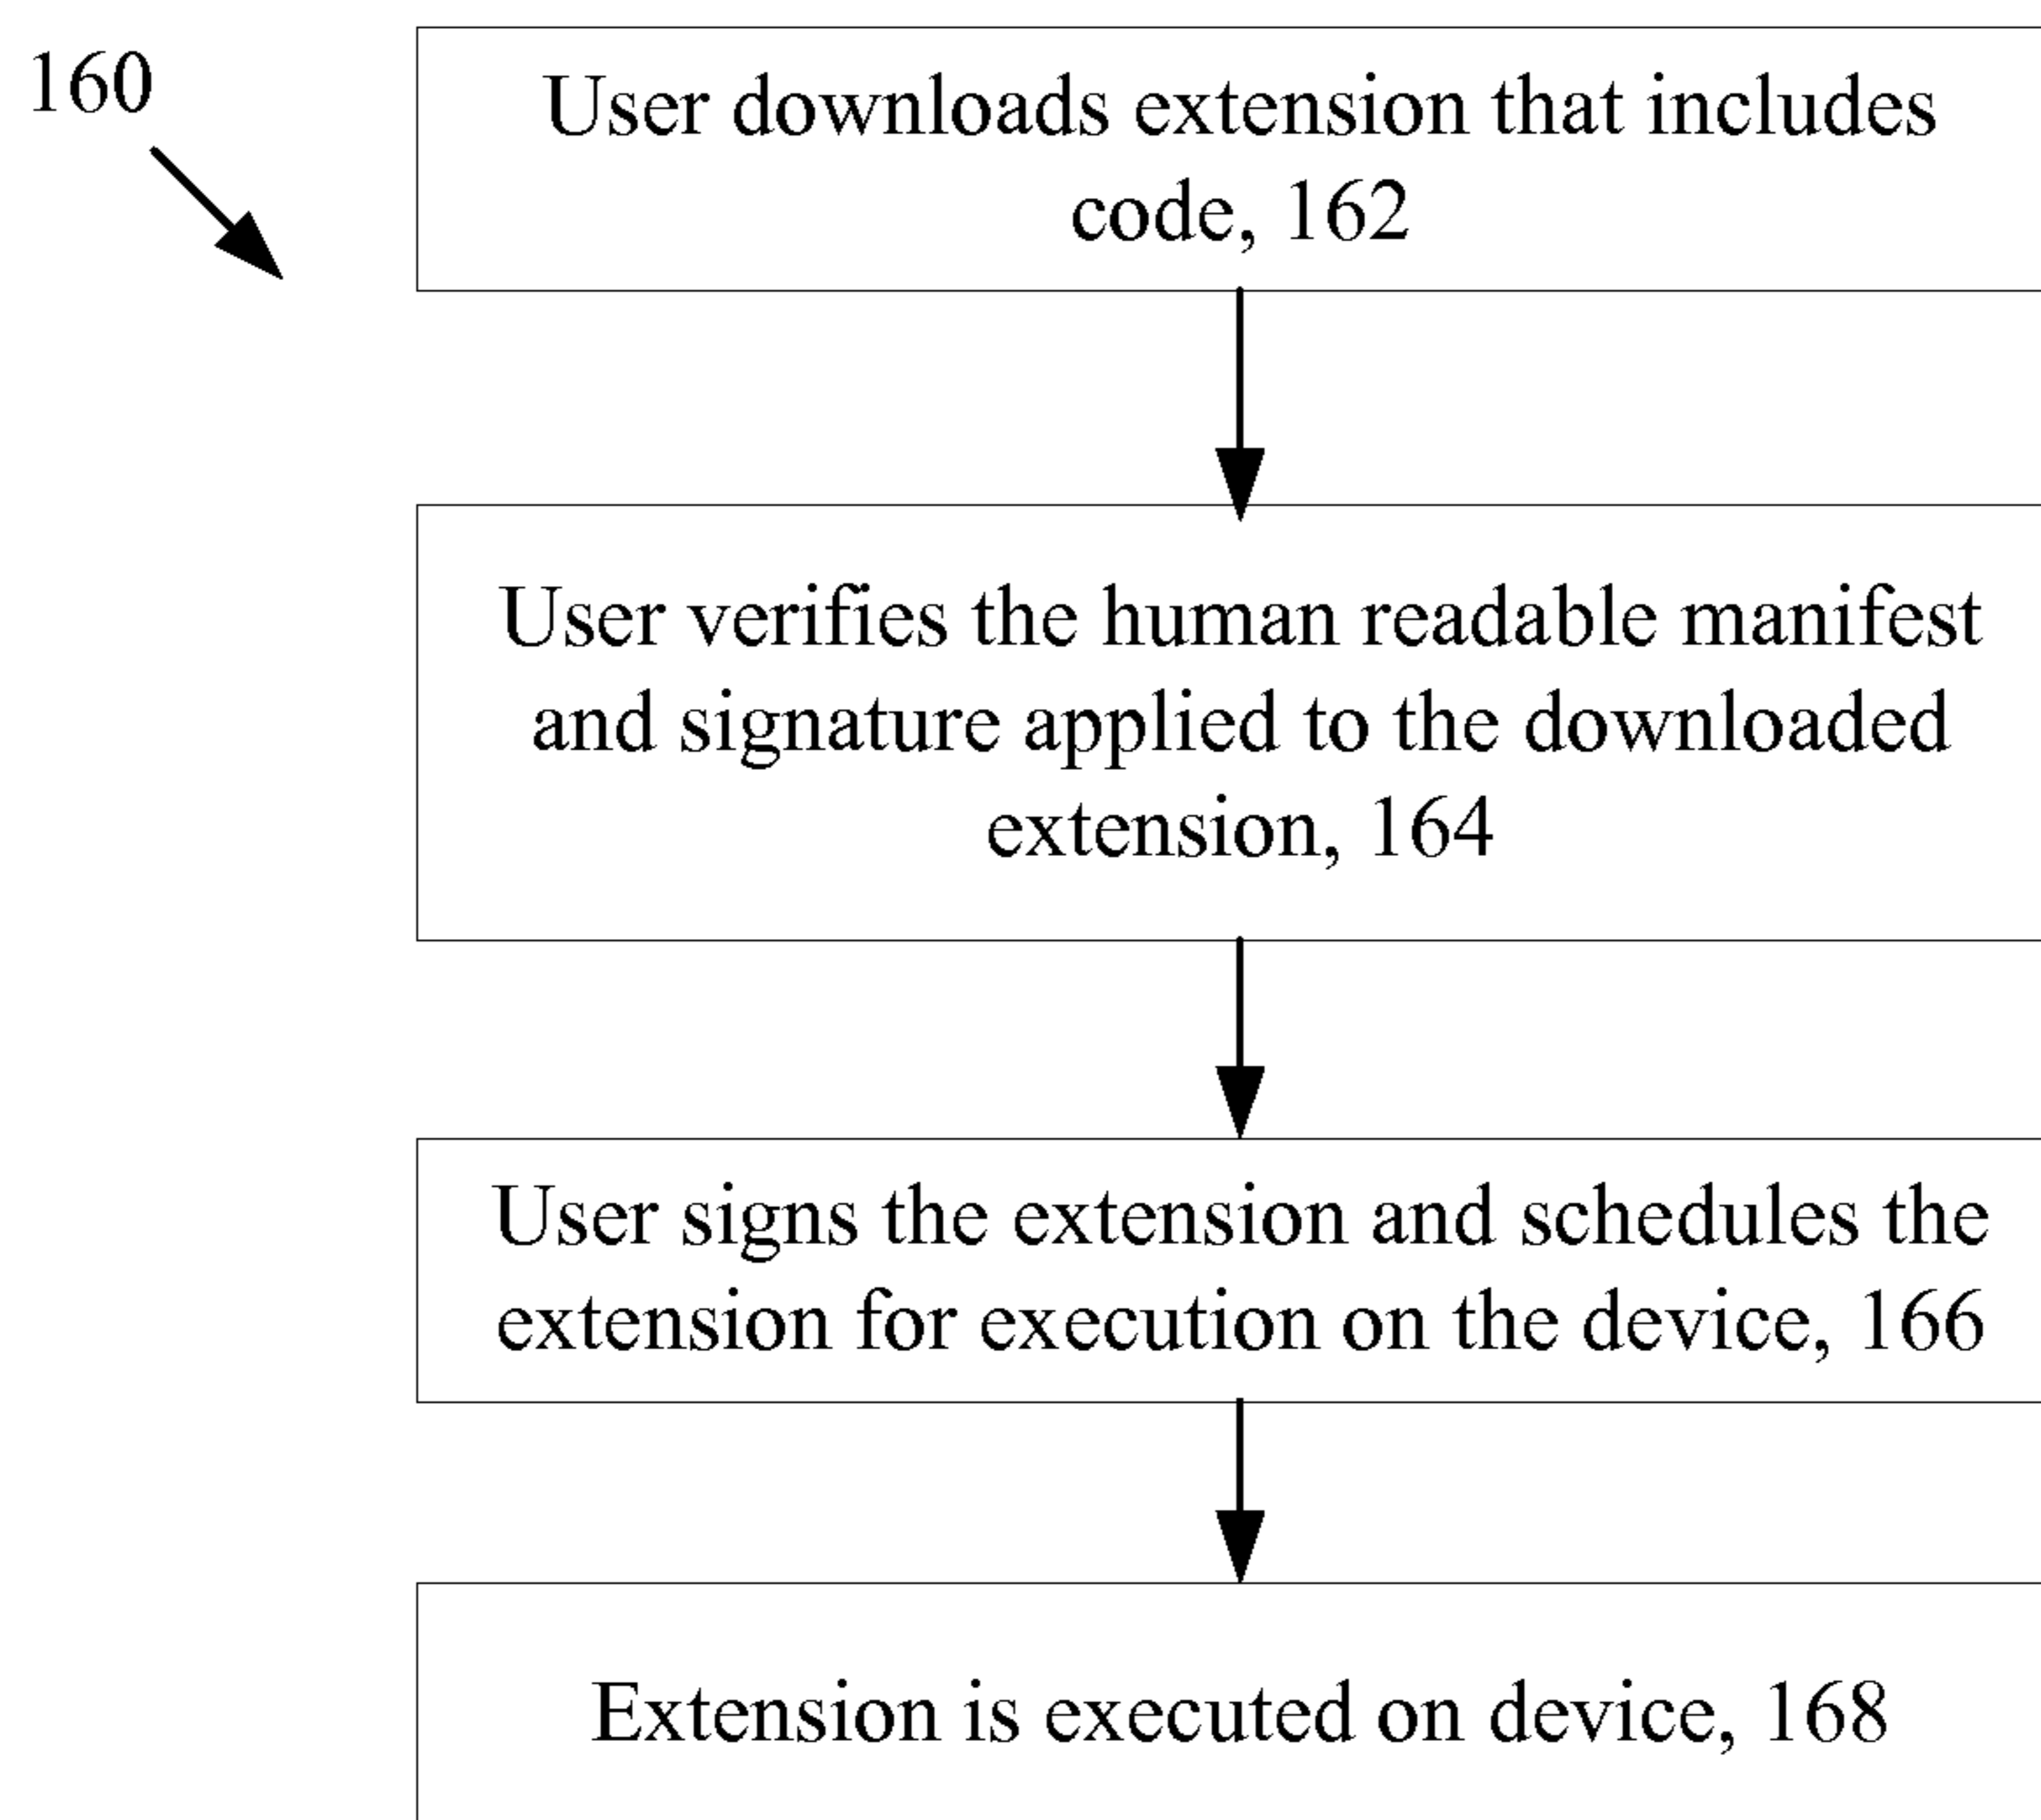 160
User downloads extension that includes
code, 162
User verifies the human readable manifest
and signature applied to the downloaded
extension, 164
User signs the extension and schedules the
extension for execution on the device, 166
Extension is executed on device, 168